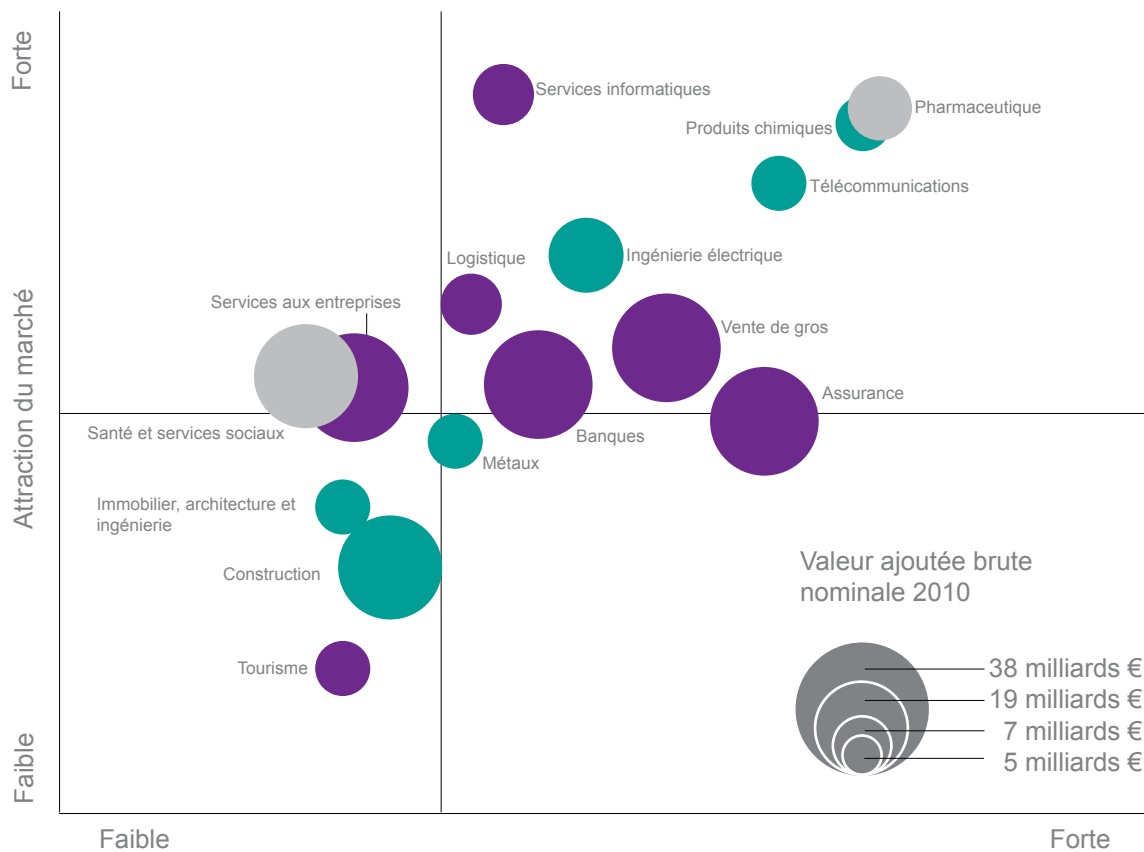 Forte
Services informatiques
Pharmaceutique
Produits chimiques
Télécommunications
Logistique
Ingénierie électrique
Services aux entreprises
Vente de gros
Attraction du marché
Assurance
Santé et services sociaux
Banques
Métaux
Immobilier, architecture et
ingénierie
Construction
Tourisme
Valeur ajoutée brute
nominale 2010
38 milliards €
19 milliards €
7 milliards €
5 milliards €
Faible
Faible
Forte